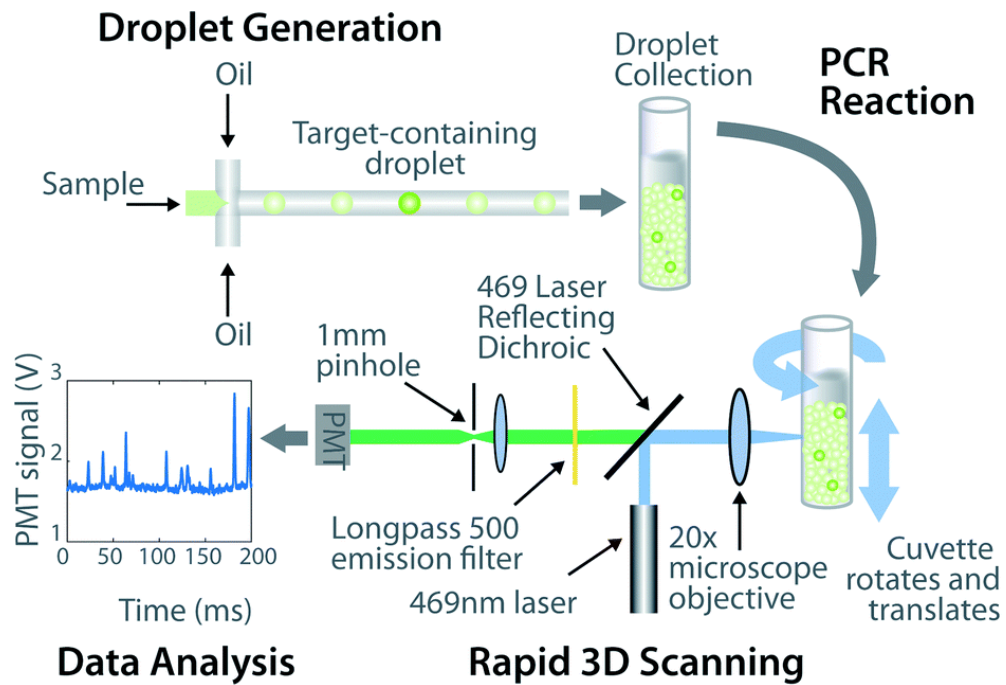 Droplet Generation
Oil
Sample
Target-containing
droplet
Oil
Droplet
Collection
PCR
Reaction
469 Laser
Reflecting
Dichroic
1mm
pinhole
PMT
Longpass 500
emission filter
469nm laser
20x
microscope
objective
Cuvette
rotates and
translates
PMT signal (V)
3
2
1
0 50 100 150 200
Time (ms)
Data Analysis
Rapid 3D Scanning